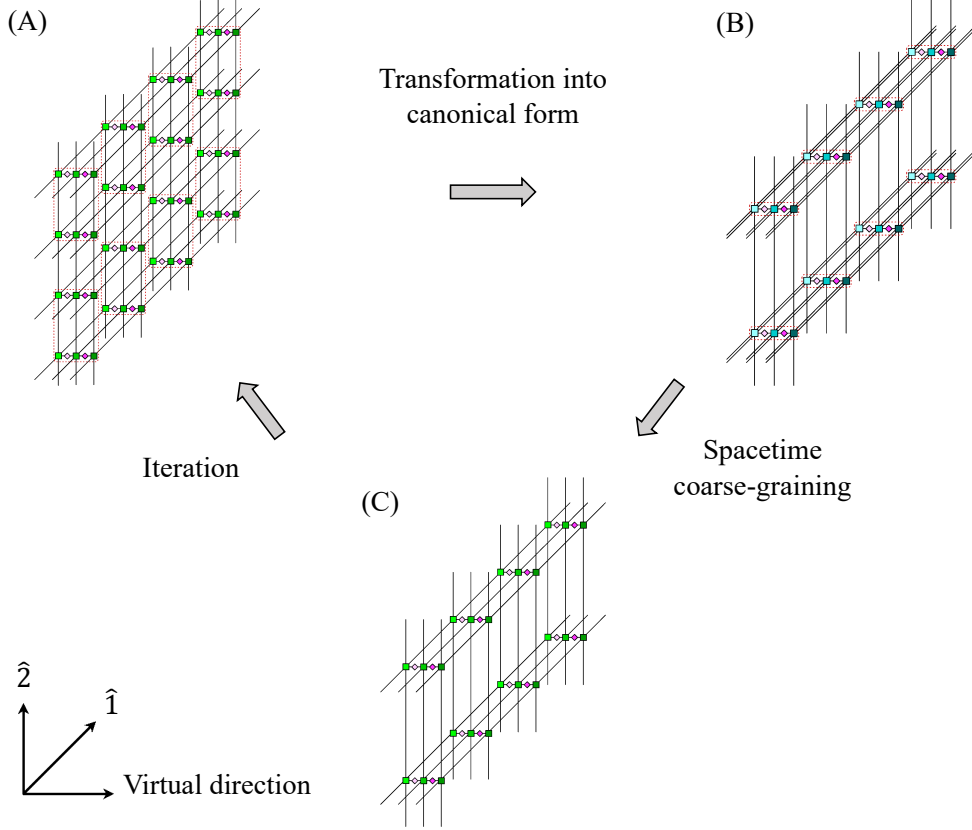 (A)
(B)
Transformation into
canonical form
Iteration
Spacetime
coarse-graining
(C)
2̂
1̂
Virtual direction